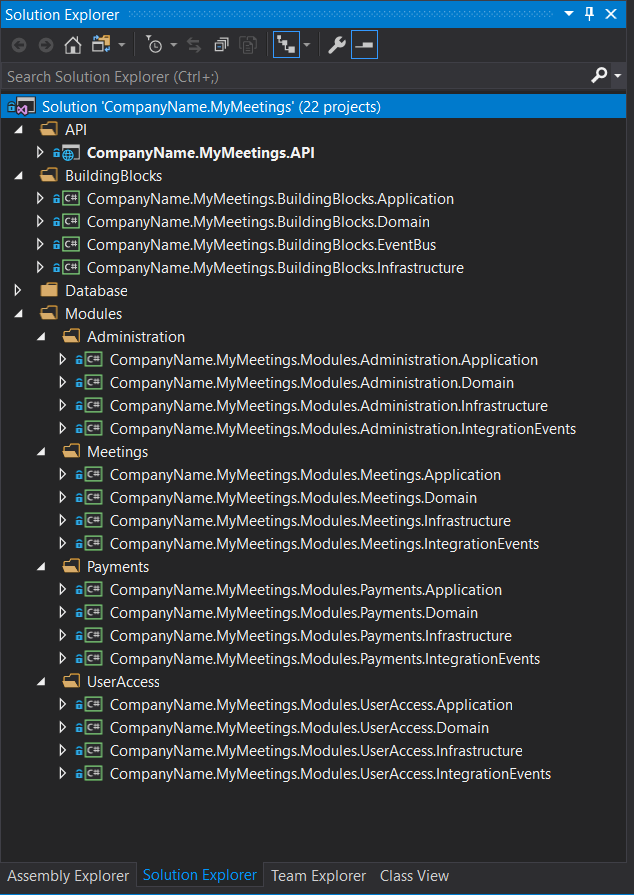 Solution Explorer
Search Solution Explorer (Ctrl+;)
Solution 'CompanyName.MyMeetings' (22 projects)
API
CompanyName.MyMeetings.API
BuildingBlocks
C# CompanyName.MyMeetings.BuildingBlocks.Application
C# CompanyName.MyMeetings.BuildingBlocks.Domain
C# CompanyName.MyMeetings.BuildingBlocks.EventBus
C# CompanyName.MyMeetings.BuildingBlocks.Infrastructure
Database
Modules
Administration
C# CompanyName.MyMeetings.Modules.Administration.Application
C# CompanyName.MyMeetings.Modules.Administration.Domain
C# CompanyName.MyMeetings.Modules.Administration.Infrastructure
C# CompanyName.MyMeetings.Modules.Administration.IntegrationEvents
Meetings
C# CompanyName.MyMeetings.Modules.Meetings.Application
C# CompanyName.MyMeetings.Modules.Meetings.Domain
C# CompanyName.MyMeetings.Modules.Meetings.Infrastructure
C# CompanyName.MyMeetings.Modules.Meetings.IntegrationEvents
Payments
C# CompanyName.MyMeetings.Modules.Payments.Application
C# CompanyName.MyMeetings.Modules.Payments.Domain
C# CompanyName.MyMeetings.Modules.Payments.Infrastructure
C# CompanyName.MyMeetings.Modules.Payments.IntegrationEvents
UserAccess
C# CompanyName.MyMeetings.Modules.UserAccess.Application
C# CompanyName.MyMeetings.Modules.UserAccess.Domain
C# CompanyName.MyMeetings.Modules.UserAccess.Infrastructure
C# CompanyName.MyMeetings.Modules.UserAccess.IntegrationEvents
Assembly Explorer Solution Explorer Team Explorer Class View